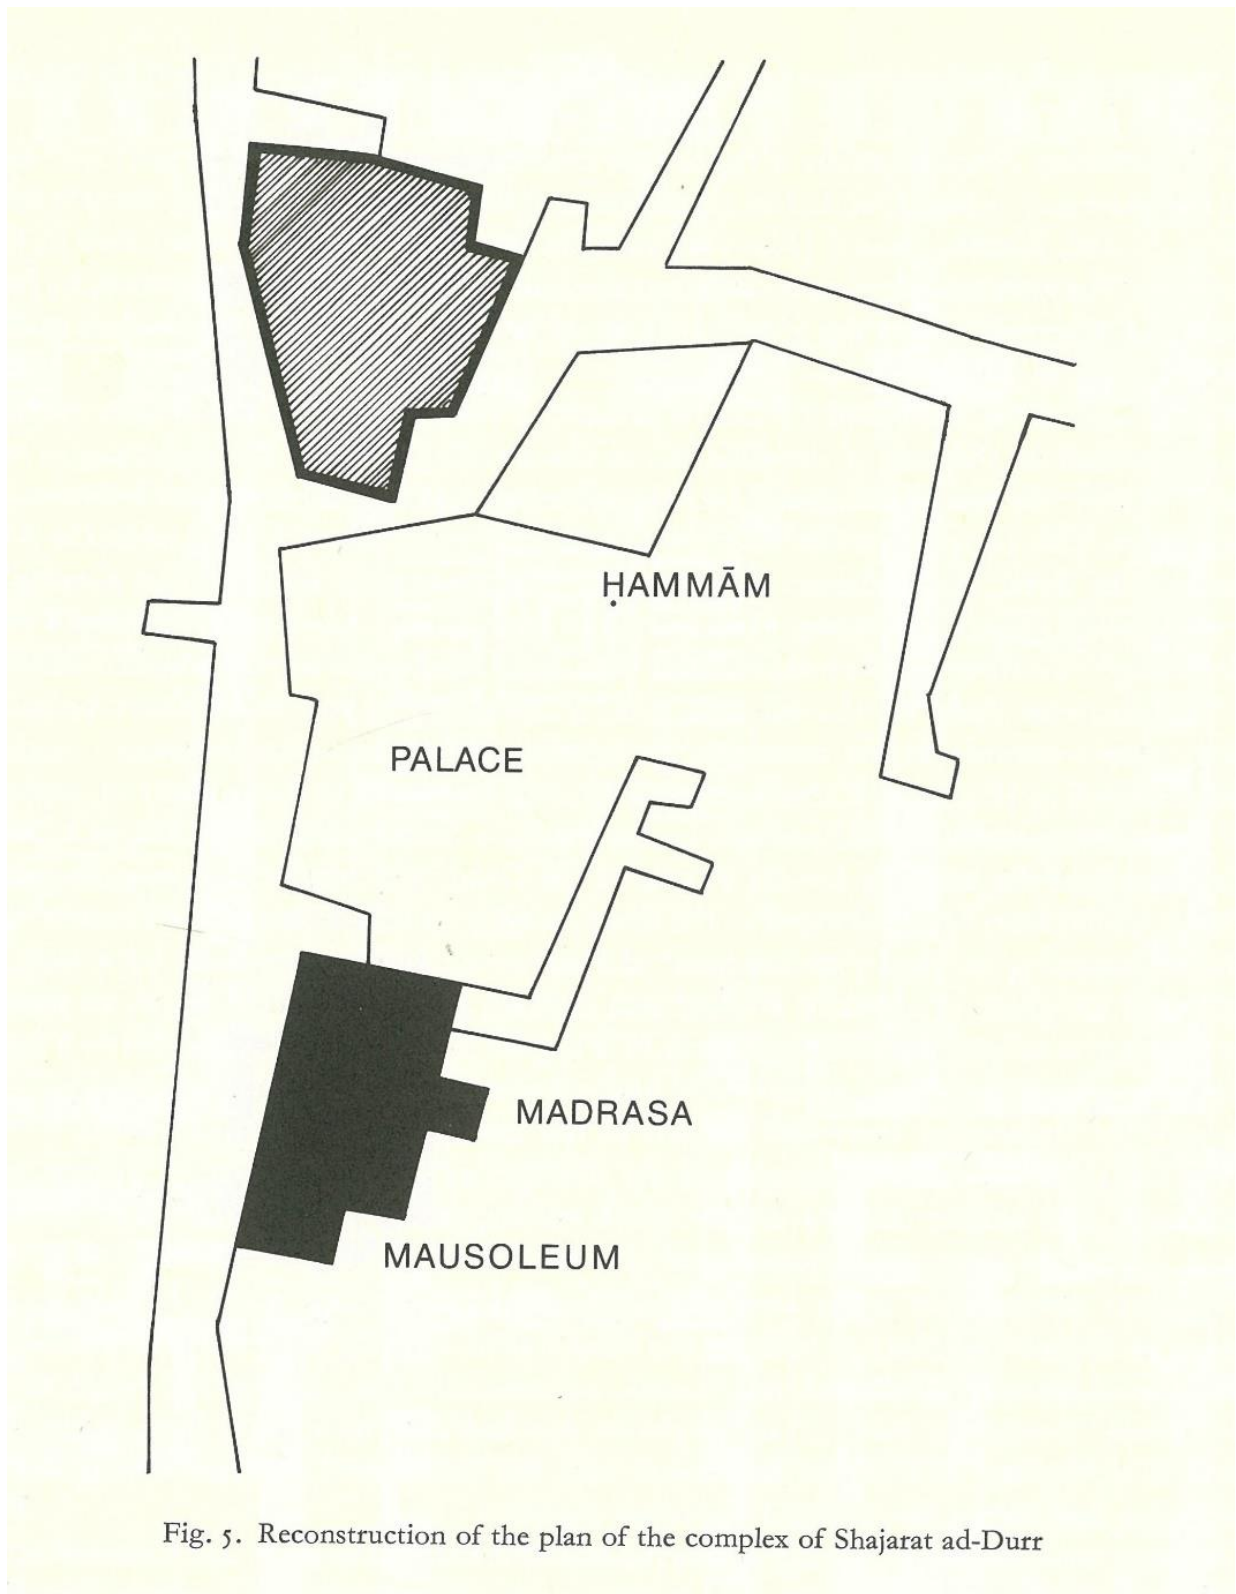 ḤAMMĀM
PALACE
MADRASA
MAUSOLEUM
Fig. 5. Reconstruction of the plan of the complex of Shajarat ad-Durr